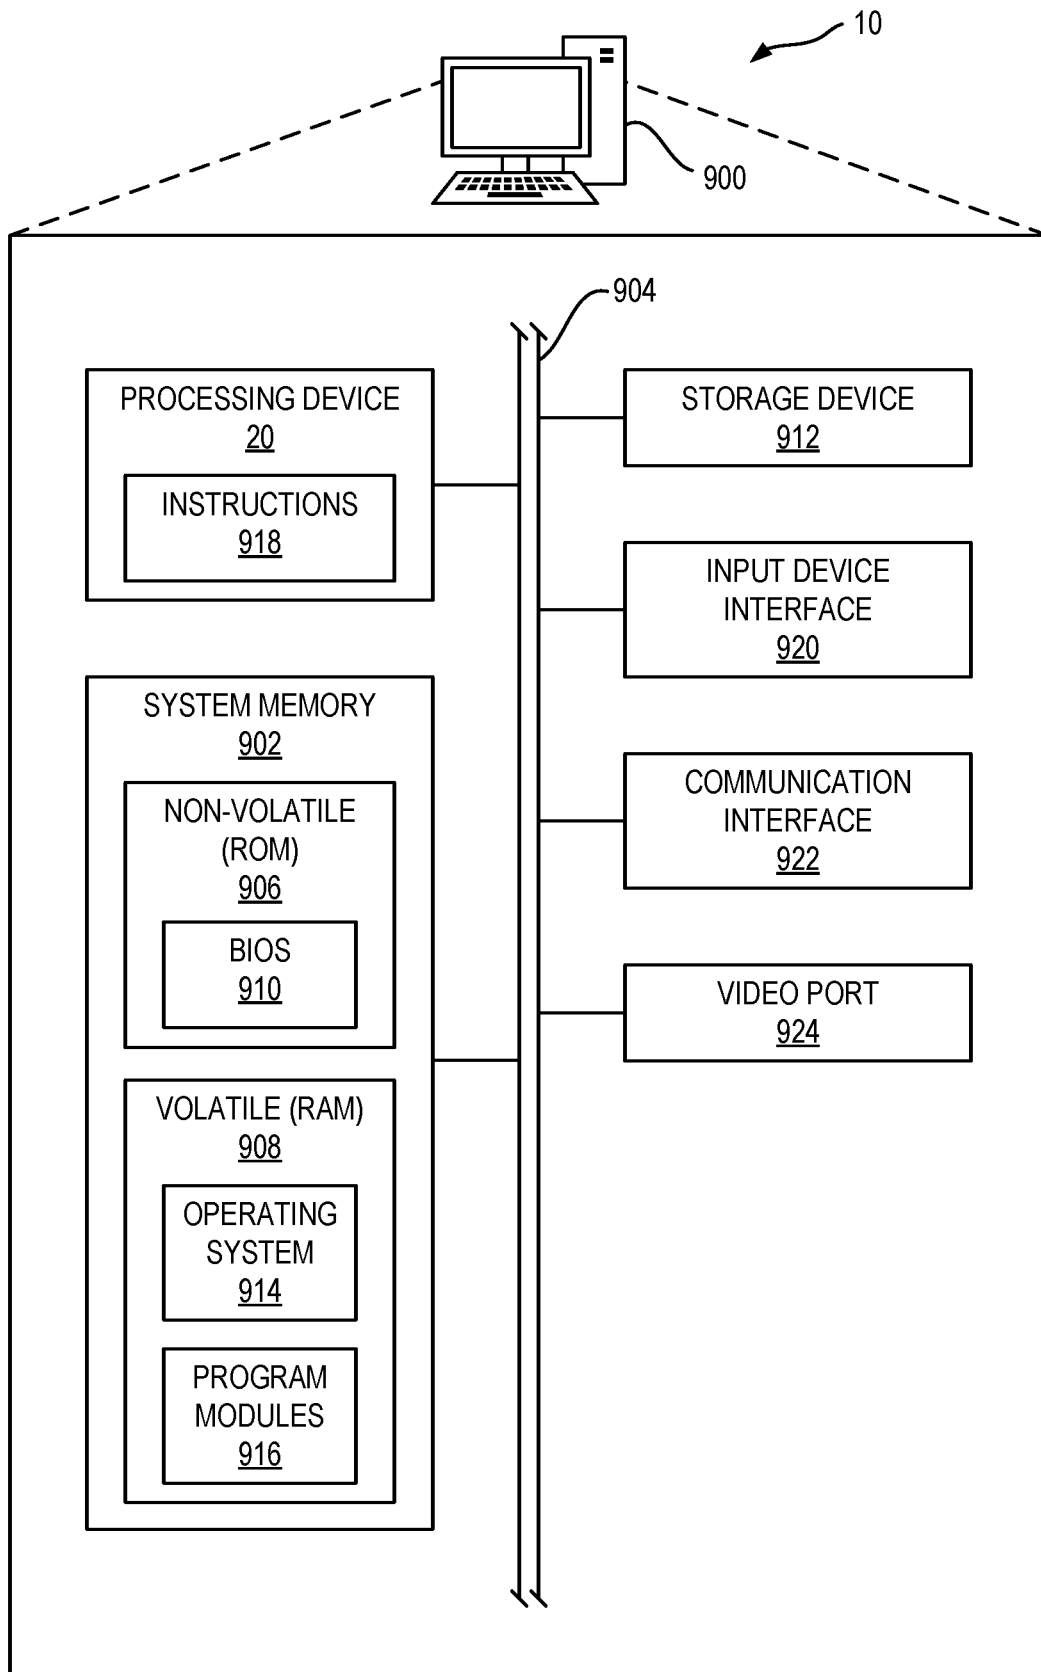 10
900
904
PROCESSING DEVICE
20
INSTRUCTIONS
918
SYSTEM MEMORY
902
NON-VOLATILE
(ROM)
906
BIOS
910
VOLATILE (RAM)
908
OPERATING
SYSTEM
914
PROGRAM
MODULES
916
STORAGE DEVICE
912
INPUT DEVICE
INTERFACE
920
COMMUNICATION
INTERFACE
922
VIDEO PORT
924